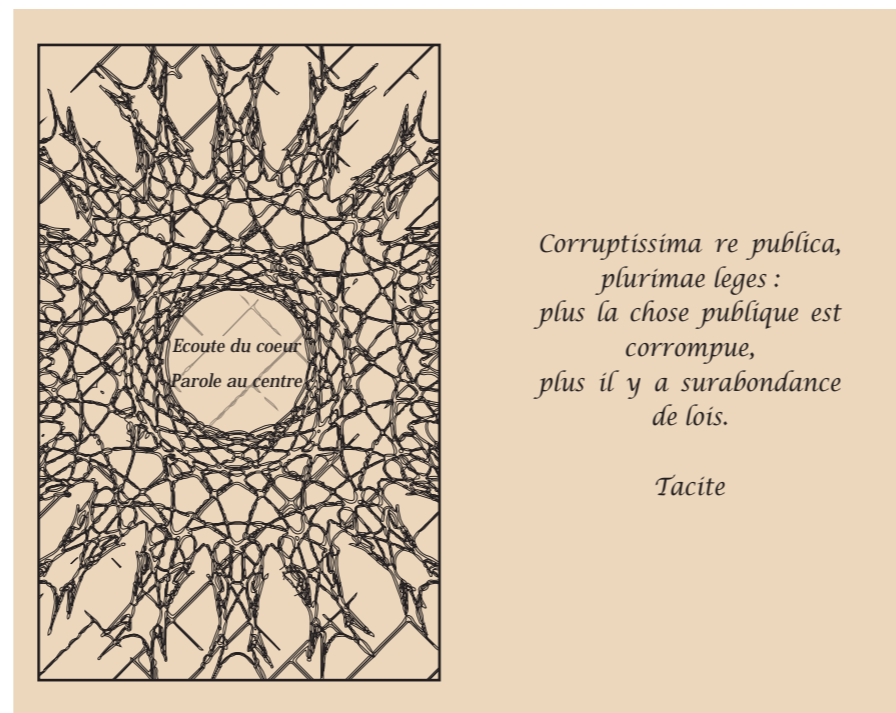 Ecoute du coeur
Parole au centre
Corruptissima re publica,
plurimae leges :
plus la chose publique est
corrompue,
plus il y a surabondance
de lois.
Tacite